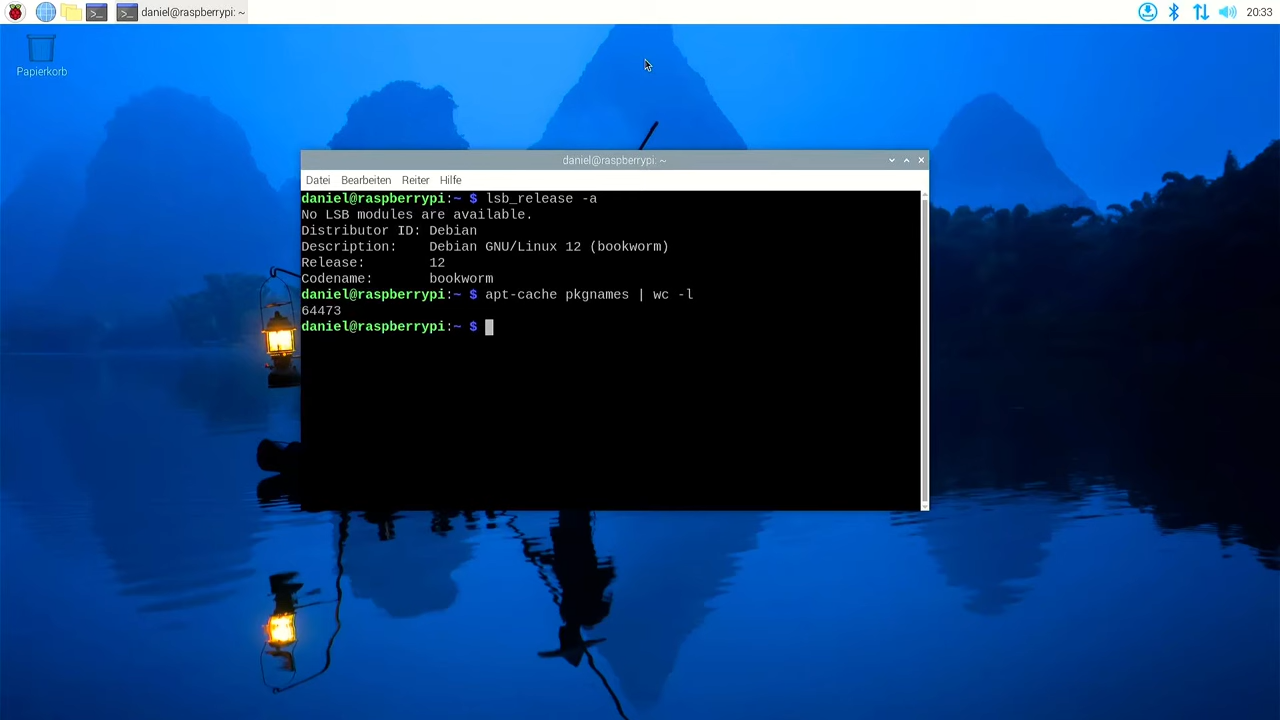 daniel@raspberrypi: ~
20:33
Papierkorb
daniel@raspberrypi: ~
Datei Bearbeiten Reiter Hilfe
daniel@raspberrypi:~ $ lsb_release -a
No LSB modules are available.
Distributor ID: Debian
Description: Debian GNU/Linux 12 (bookworm)
Release: 12
Codename: bookworm
daniel@raspberrypi:~ $ apt-cache pkgnames | wc -l
64473
daniel@raspberrypi:~ $